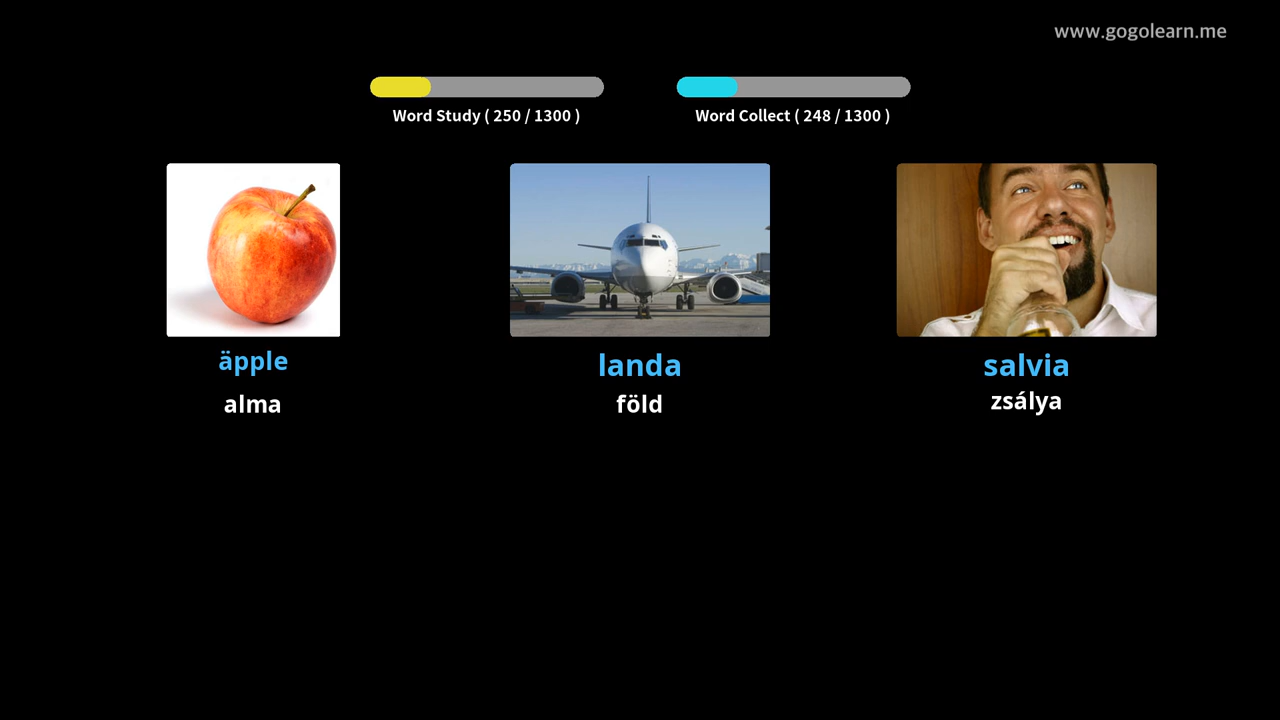 www.gogolearn.me
Word Study ( 250 / 1300 )
Word Collect ( 248 / 1300 )
äpple
alma
landa
föld
salvia
zsálya